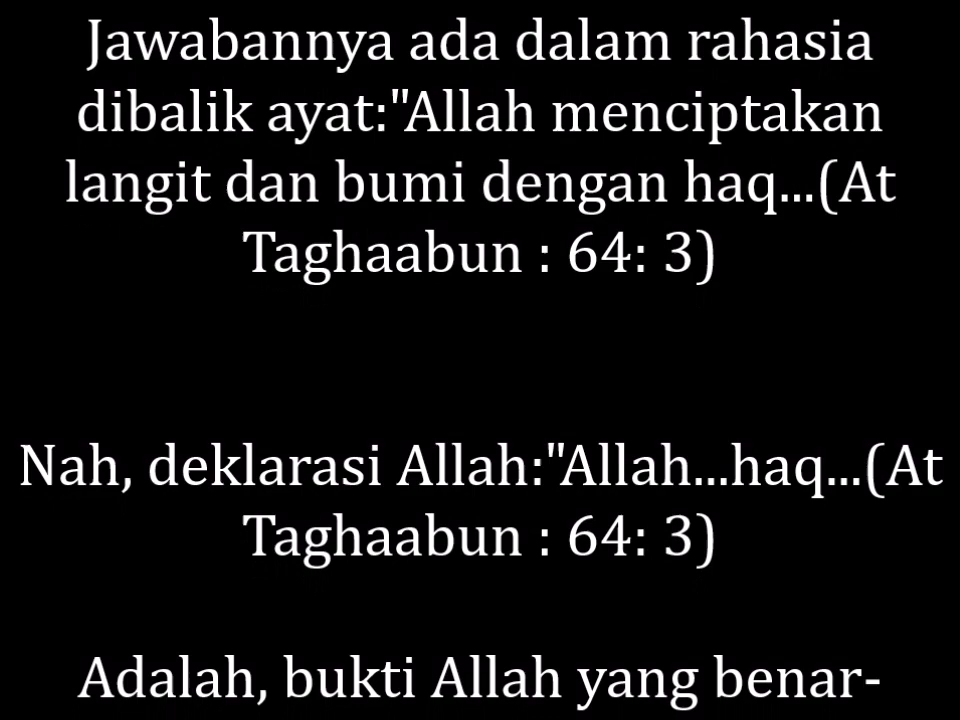 Jawabannya ada dalam rahasia
dibalik ayat:"Allah menciptakan
langit dan bumi dengan haq...(At
Taghaabun : 64: 3)
Nah, deklarasi Allah:"Allah...haq...(At
Taghaabun : 64: 3)
Adalah, bukti Allah yang benar-